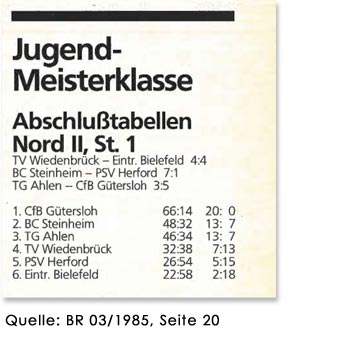 Jugend-
Meisterklasse
Abschlußtabellen
Nord II, St. 1
TV Wiedenbrück – Eintr. Bielefeld 4:4
BC Steinheim – PSV Herford 7:1
TG Ahlen – CfB Gütersloh 3:5
1. CfB Gütersloh 66:14 20: 0
2. BC Steinheim 48:32 13: 7
3. TG Ahlen 46:34 13: 7
4. TV Wiedenbrück 32:38 7:13
5. PSV Herford 26:54 5:15
6. Eintr. Bielefeld 22:58 2:18
Quelle: BR 03/1985, Seite 20